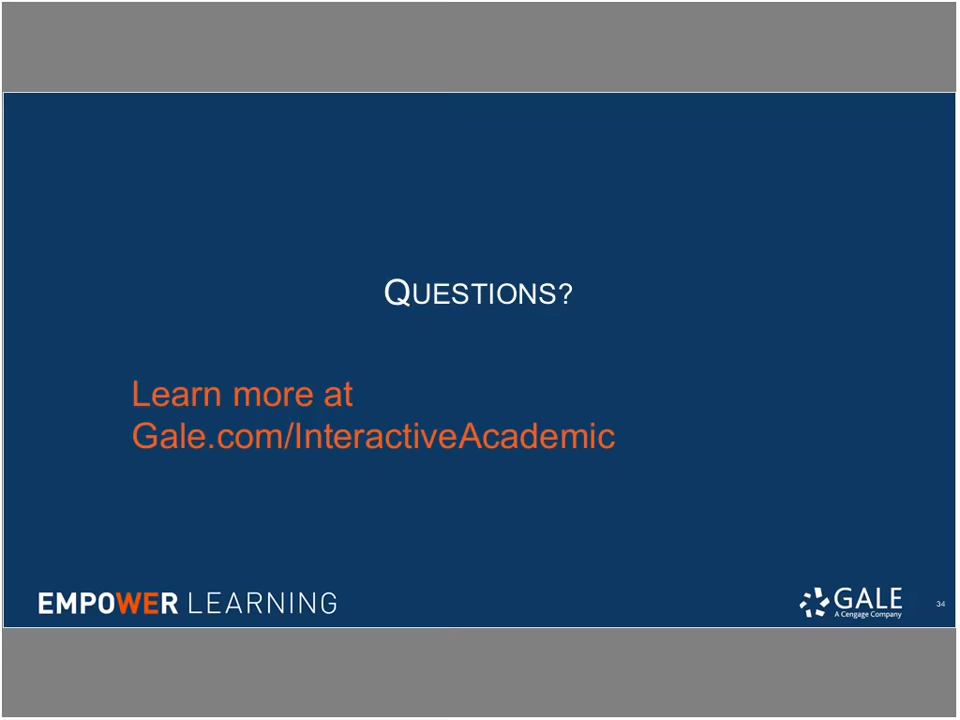 QUESTIONS?
Learn more at
Gale.com/InteractiveAcademic
EMPOWER LEARNING
GALE
A Cengage Company
34